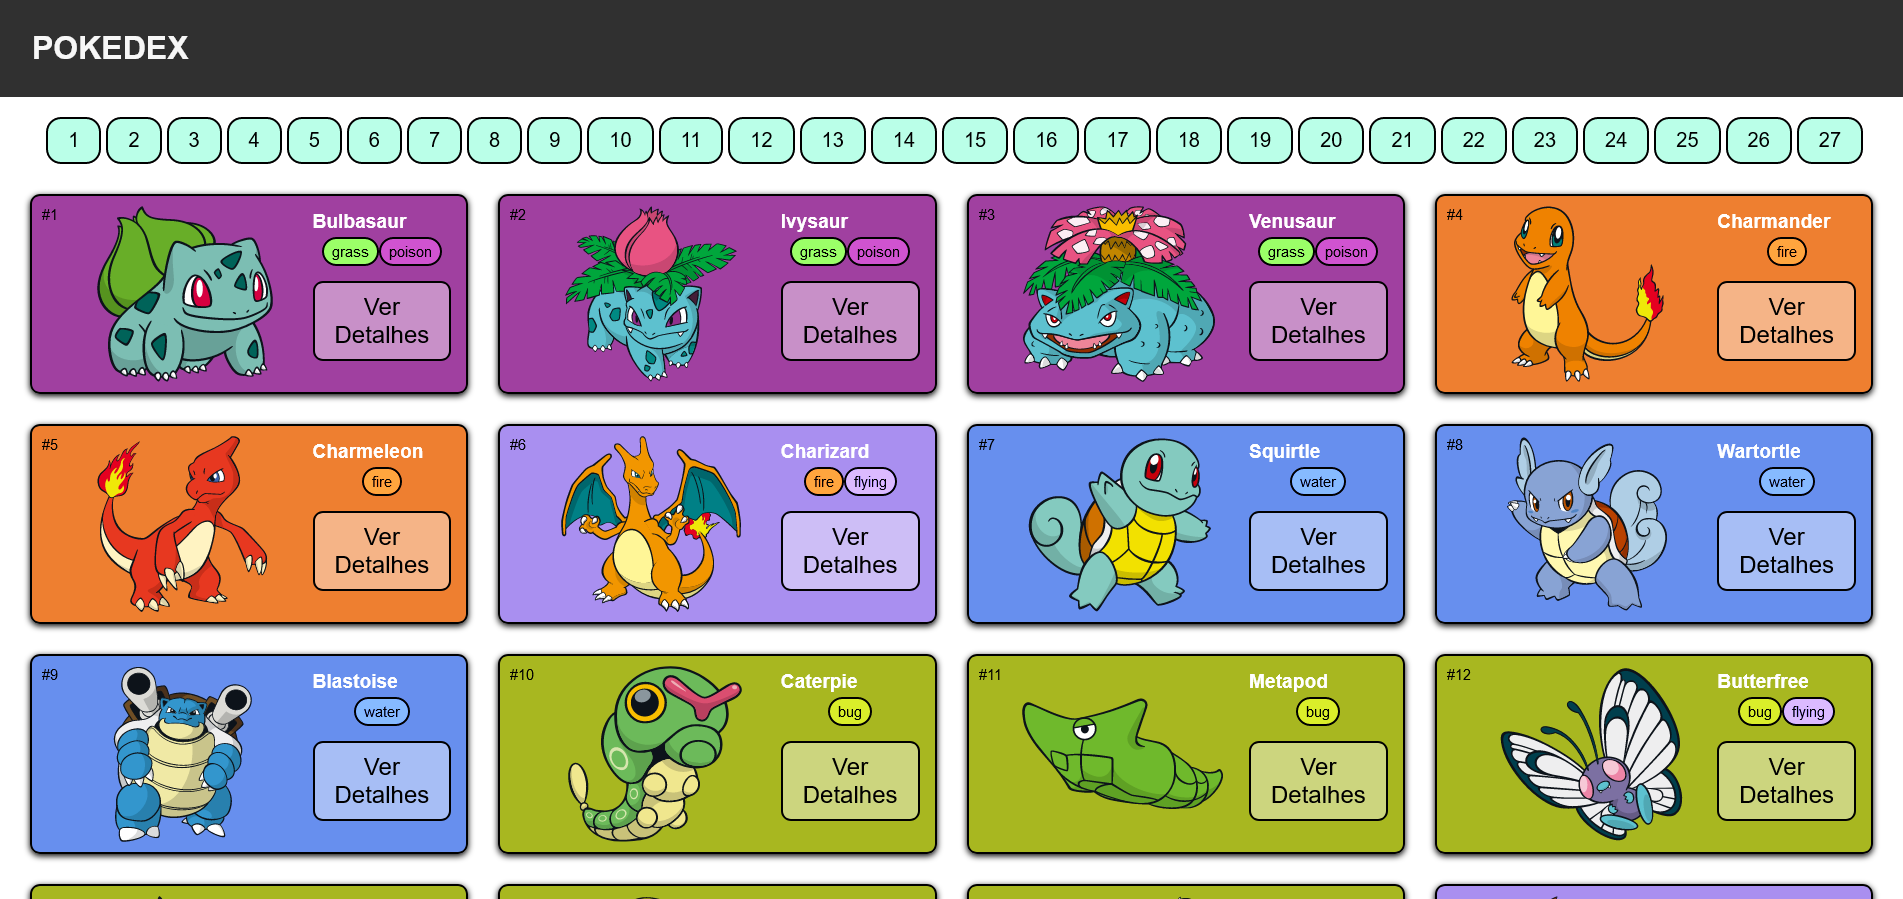 POKEDEX
1 2 3 4 5 6 7 8 9 10 11 12 13 14 15 16 17 18 19 20 21 22 23 24 25 26 27
#1
Bulbasaur
grass poison
Ver
Detalhes
#2
Ivysaur
grass poison
Ver
Detalhes
#3
Venusaur
grass poison
Ver
Detalhes
#4
Charmander
fire
Ver
Detalhes
#5
Charmeleon
fire
Ver
Detalhes
#6
Charizard
fire flying
Ver
Detalhes
#7
Squirtle
water
Ver
Detalhes
#8
Wartortle
water
Ver
Detalhes
#9
Blastoise
water
Ver
Detalhes
#10
Caterpie
bug
Ver
Detalhes
#11
Metapod
bug
Ver
Detalhes
#12
Butterfree
bug flying
Ver
Detalhes